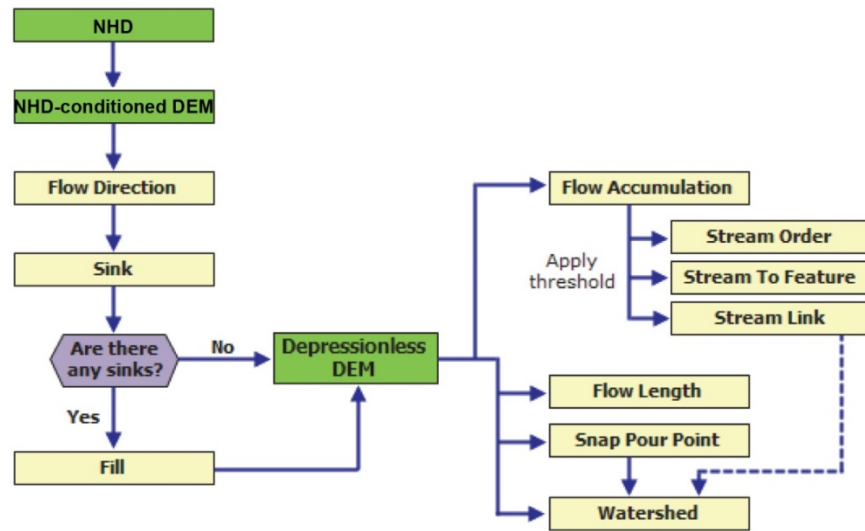 NHD
NHD-conditioned DEM
Flow Direction
Sink
Are there
any sinks?
No
Yes
Fill
Depressionless
DEM
Flow Accumulation
Apply
threshold
Stream Order
Stream To Feature
Stream Link
Flow Length
Snap Pour Point
Watershed